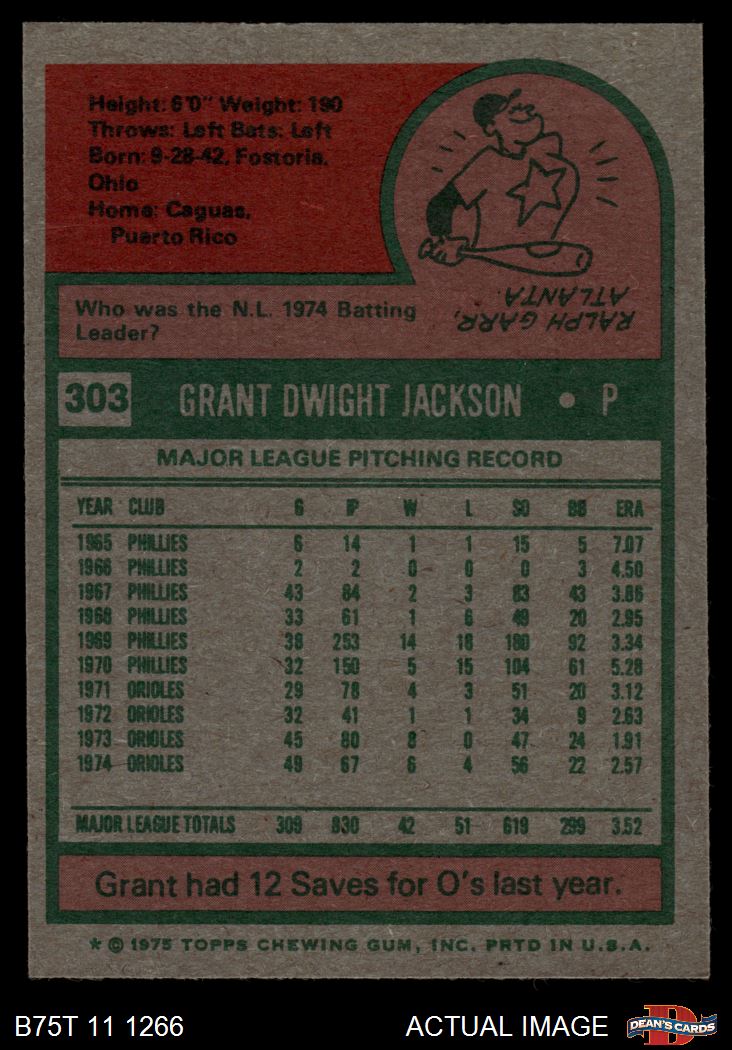 Height: 6'0" Weight: 190
Throws: Left Bats: Left
Born: 9-28-42, Fostoria,
Ohio
Home: Caguas,
Puerto Rico
Who was the N.L. 1974 Batting
Leader?
RALPH GARR,
ATLANTA.
303 GRANT DWIGHT JACKSON • P
MAJOR LEAGUE PITCHING RECORD
YEAR CLUB G IP W L SO BB ERA
1965 PHILLIES 6 14 1 1 15 5 7.07
1966 PHILLIES 2 2 0 0 0 3 4.50
1967 PHILLIES 43 84 2 3 83 43 3.86
1968 PHILLIES 33 61 1 6 49 20 2.95
1969 PHILLIES 38 253 14 18 180 92 3.34
1970 PHILLIES 32 150 5 15 104 61 5.28
1971 ORIOLES 29 78 4 3 51 20 3.12
1972 ORIOLES 32 41 1 1 34 9 2.63
1973 ORIOLES 45 80 8 0 47 24 1.91
1974 ORIOLES 49 67 6 4 56 22 2.57
MAJOR LEAGUE TOTALS 309 830 42 51 619 299 3.52
Grant had 12 Saves for O's last year.
* © 1975 TOPPS CHEWING GUM, INC. PRTD IN U.S.A.
B75T 11 1266 ACTUAL IMAGE DEAN'S CARDS